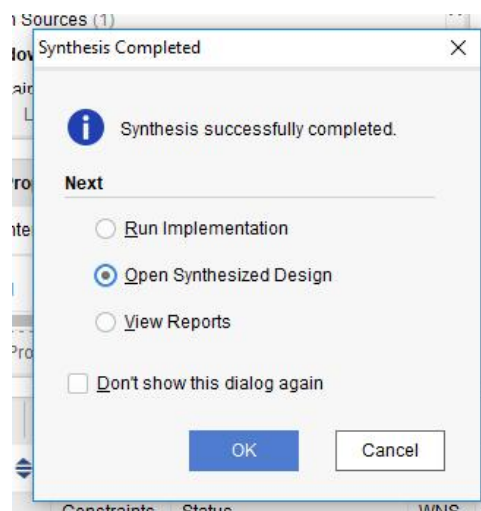 Sources (1)
Synthesis Completed
Synthesis successfully completed.
Next
Run Implementation
Open Synthesized Design
View Reports
Don't show this dialog again
OK Cancel
Constraints Status WNS